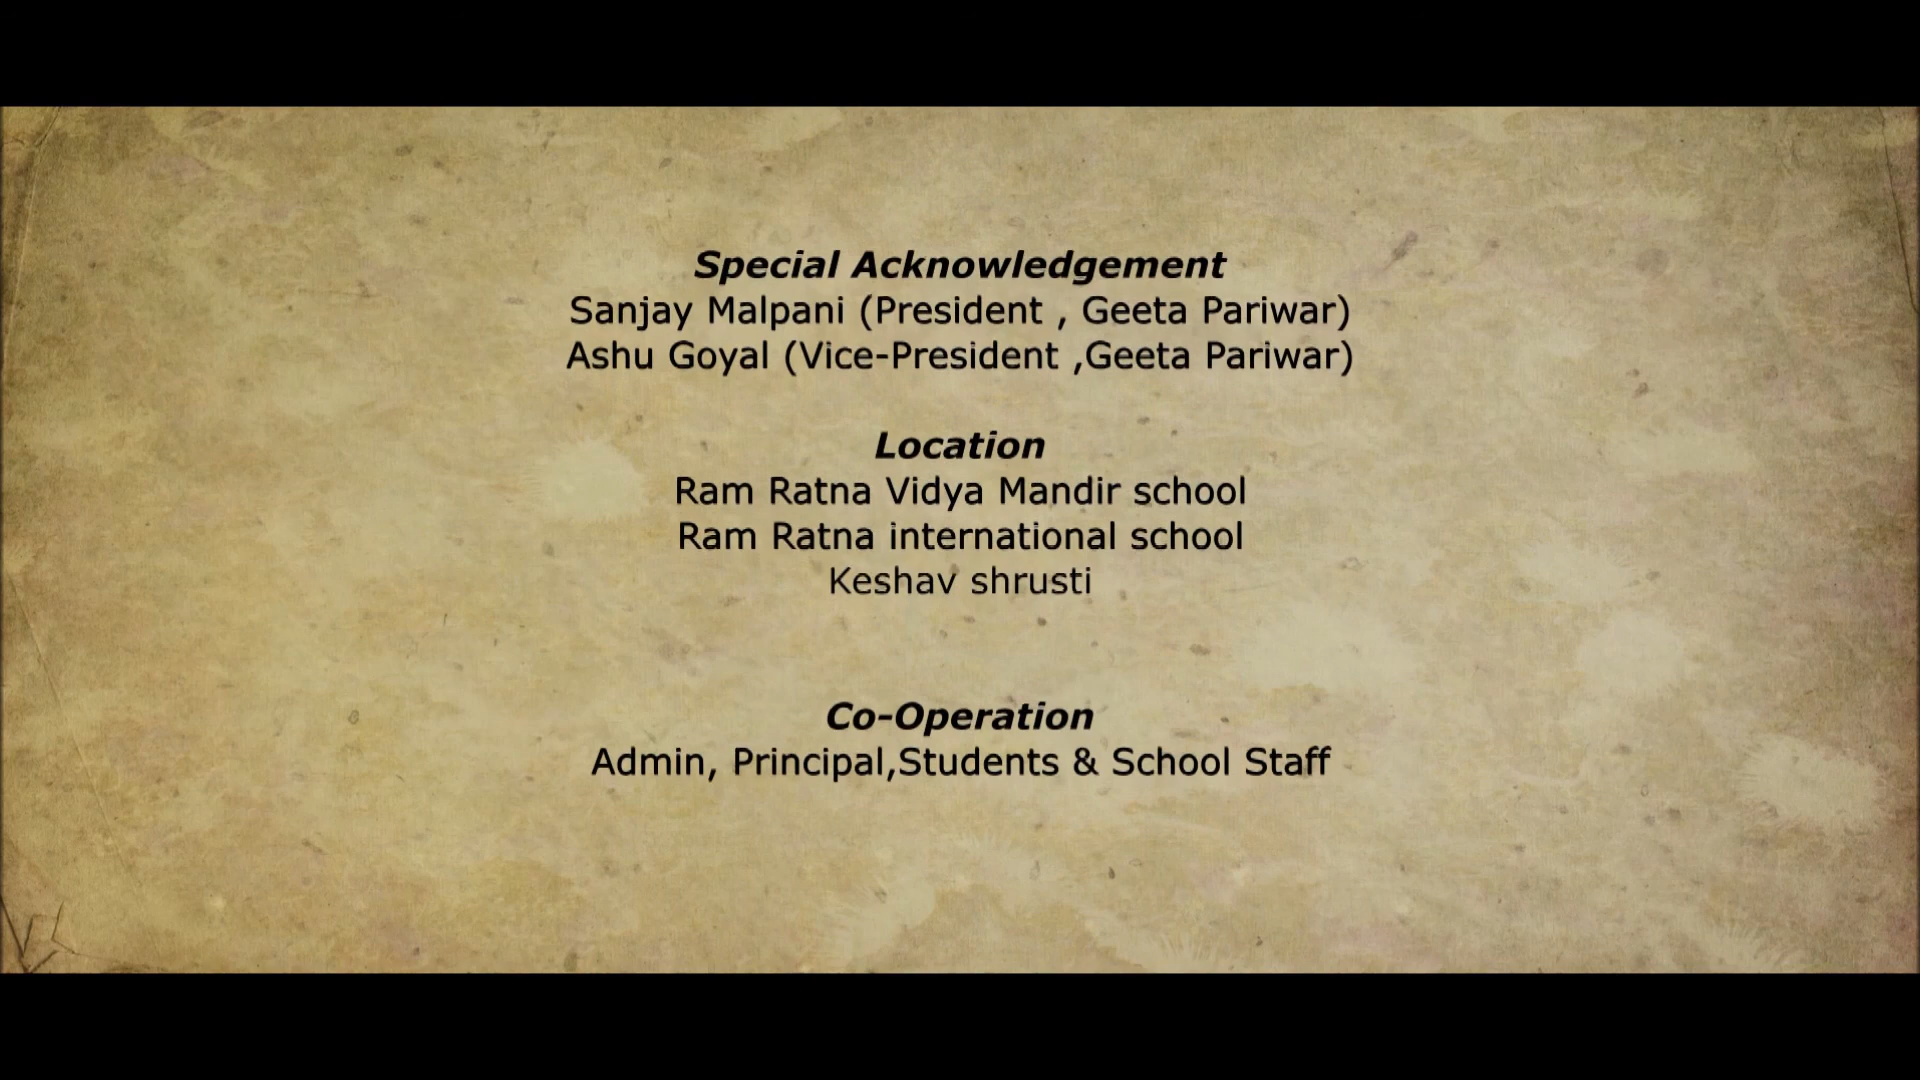 Special Acknowledgement
Sanjay Malpani (President , Geeta Pariwar)
Ashu Goyal (Vice-President ,Geeta Pariwar)
Location
Ram Ratna Vidya Mandir school
Ram Ratna international school
Keshav shrusti
Co-Operation
Admin, Principal,Students & School Staff